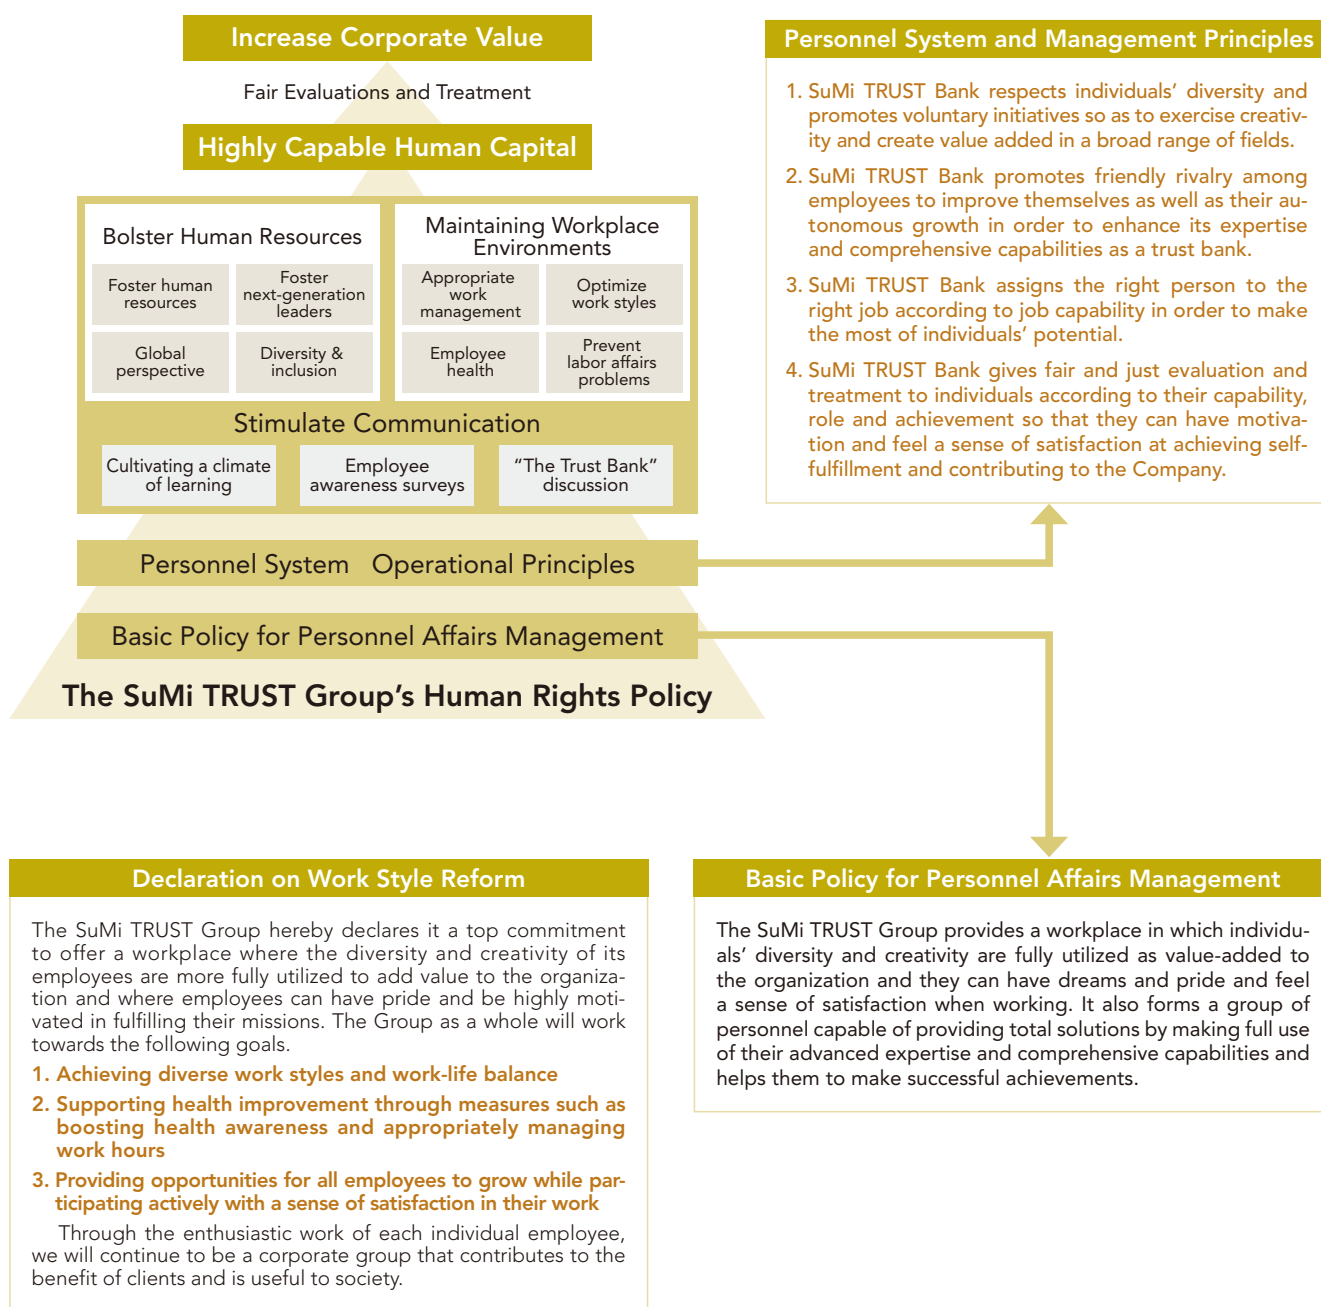 Increase Corporate Value
Fair Evaluations and Treatment
Highly Capable Human Capital
Bolster Human Resources
Foster human
resources
Foster
next-generation
leaders
Global
perspective
Diversity &
inclusion
Maintaining Workplace
Environments
Appropriate
work
management
Optimize
work styles
Employee
health
Prevent
labor affairs
problems
Stimulate Communication
Cultivating a climate
of learning
Employee
awareness surveys
“The Trust Bank”
discussion
Personnel System Operational Principles
Basic Policy for Personnel Affairs Management
The SuMi TRUST Group’s Human Rights Policy
Personnel System and Management Principles
1. SuMi TRUST Bank respects individuals’ diversity and
promotes voluntary initiatives so as to exercise creativ-
ity and create value added in a broad range of fields.
2. SuMi TRUST Bank promotes friendly rivalry among
employees to improve themselves as well as their au-
tonomous growth in order to enhance its expertise
and comprehensive capabilities as a trust bank.
3. SuMi TRUST Bank assigns the right person to the
right job according to job capability in order to make
the most of individuals’ potential.
4. SuMi TRUST Bank gives fair and just evaluation and
treatment to individuals according to their capability,
role and achievement so that they can have motiva-
tion and feel a sense of satisfaction at achieving self-
fulfillment and contributing to the Company.
Declaration on Work Style Reform
The SuMi TRUST Group hereby declares it a top commitment
to offer a workplace where the diversity and creativity of its
employees are more fully utilized to add value to the organiza-
tion and where employees can have pride and be highly moti-
vated in fulfilling their missions. The Group as a whole will work
towards the following goals.
1. Achieving diverse work styles and work-life balance
2. Supporting health improvement through measures such as
boosting health awareness and appropriately managing
work hours
3. Providing opportunities for all employees to grow while par-
ticipating actively with a sense of satisfaction in their work
Through the enthusiastic work of each individual employee,
we will continue to be a corporate group that contributes to the
benefit of clients and is useful to society.
Basic Policy for Personnel Affairs Management
The SuMi TRUST Group provides a workplace in which individu-
als’ diversity and creativity are fully utilized as value-added to
the organization and they can have dreams and pride and feel
a sense of satisfaction when working. It also forms a group of
personnel capable of providing total solutions by making full use
of their advanced expertise and comprehensive capabilities and
helps them to make successful achievements.